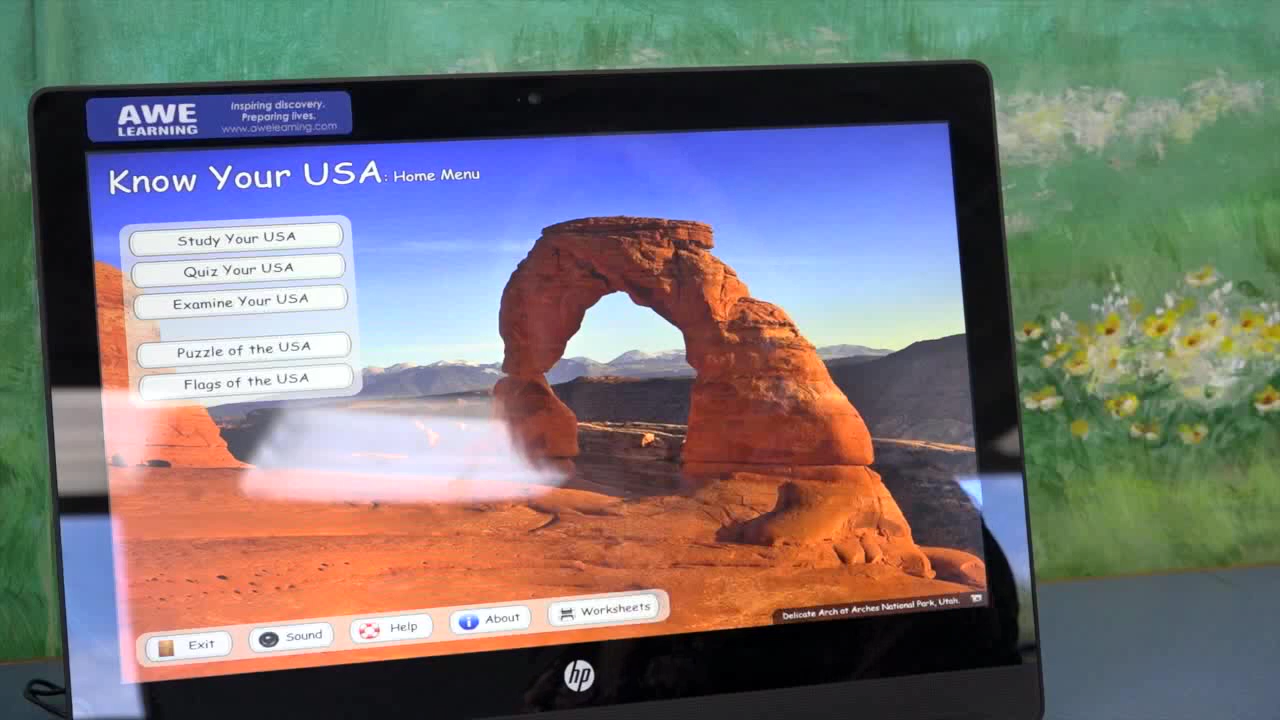 AWE
LEARNING
Inspiring discovery.
Preparing lives.
www.awelearning.com
Know Your USA: Home Menu
Study Your USA
Quiz Your USA
Examine Your USA
Puzzle of the USA
Flags of the USA
Exit
Sound
Help
i About
Worksheets
Delicate Arch at Arches National Park, Utah.
hp